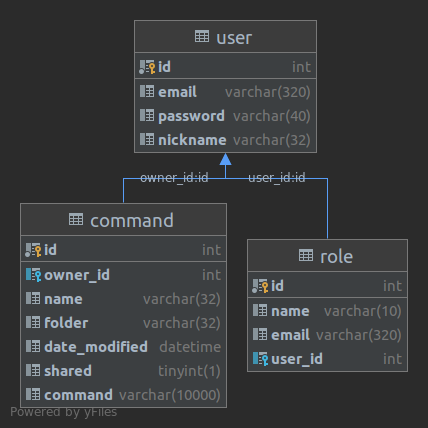 user
id int
email varchar(320)
password varchar(40)
nickname varchar(32)
owner_id:id user_id:id
command
id int
owner_id int
name varchar(32)
folder varchar(32)
date_modified datetime
shared tinyint(1)
command varchar(10000)
role
id int
name varchar(10)
email varchar(320)
user_id int
Powered by yFiles